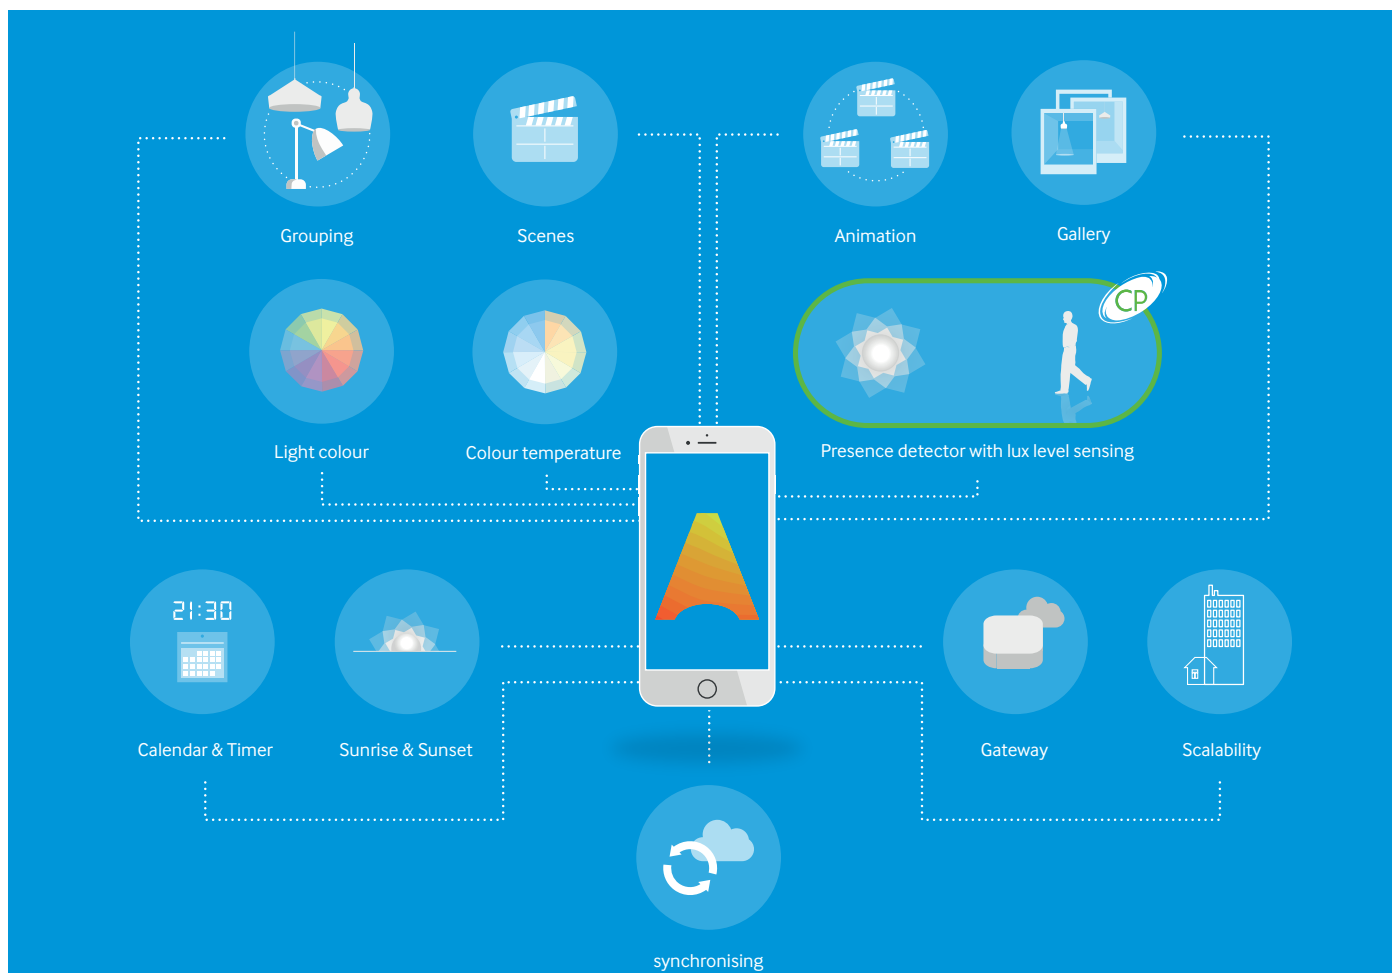 Grouping
Scenes
Animation
Gallery
CP
Light colour
Colour temperature
Presence detector with lux level sensing
21:30
Calendar & Timer
Sunrise & Sunset
Gateway
Scalability
synchronising